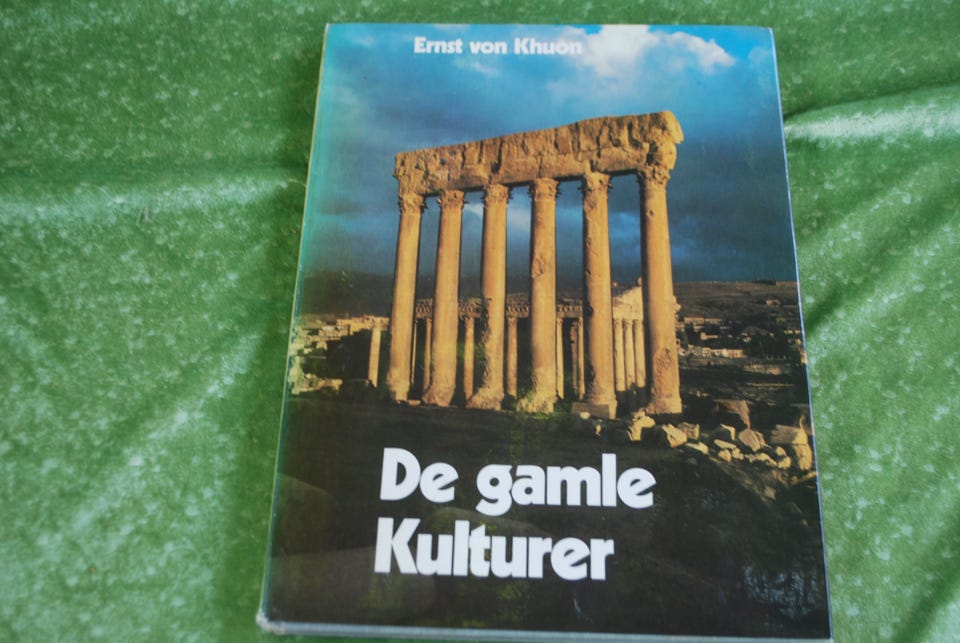 Ernst von Khuon
De gamle
Kulturer